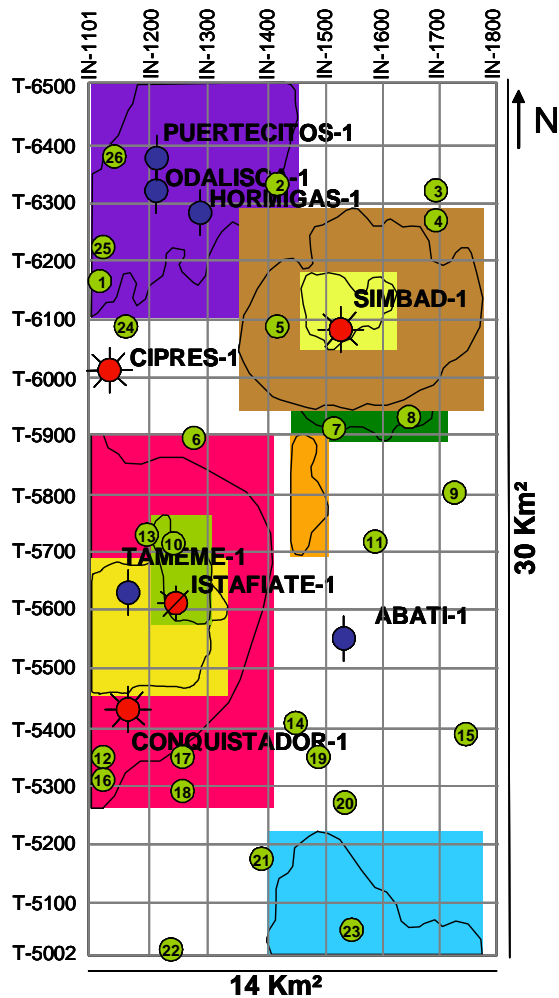 IN-1101
IN-1200
IN-1300
IN-1400
IN-1500
IN-1600
IN-1700
IN-1800
T-6500
N
PUERTECITOS-1
T-6400
26
ODALISCA-1
2
3
HORMIGAS-1
T-6300
4
25
T-6200
1
SIMBAD-1
T-6100
24
5
CIPRES-1
T-6000
8
7
T-5900
6
T-5800
9
13
10
11
T-5700
TAMEME-1
ISTAFIATE-1
T-5600
ABATI-1
30 Km²
T-5500
T-5400
14
15
CONQUISTADOR-1
12
17
19
T-5300
16
18
20
T-5200
21
T-5100
23
T-5002
22
14 Km²